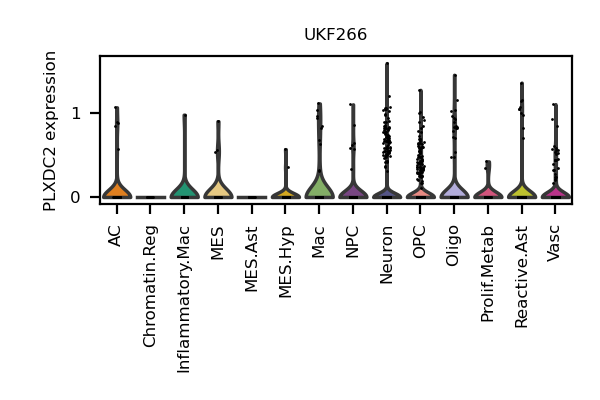 UKF266
PLXDC2 expression
1
0
AC
Chromatin.Reg
Inflammatory.Mac
MES
MES.Ast
MES.Hyp
Mac
NPC
Neuron
OPC
Oligo
Prolif.Metab
Reactive.Ast
Vasc